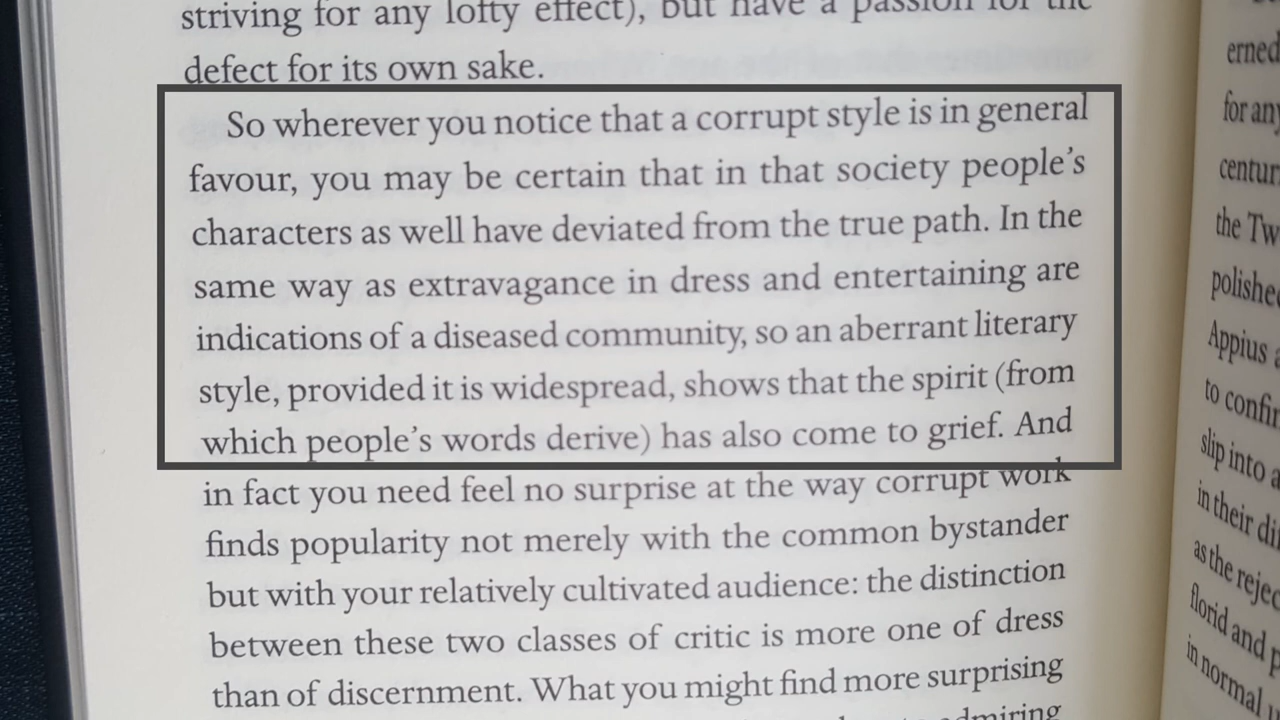 striving for any lofty effect), but have a passion for the
defect for its own sake.
So wherever you notice that a corrupt style is in general
favour, you may be certain that in that society people's
characters as well have deviated from the true path. In the
same way as extravagance in dress and entertaining are
indications of a diseased community, so an aberrant literary
style, provided it is widespread, shows that the spirit (from
which people's words derive) has also come to grief. And
in fact you need feel no surprise at the way corrupt work
finds popularity not merely with the common bystander
but with your relatively cultivated audience: the distinction
between these two classes of critic is more one of dress
than of discernment. What you might find more surprising
admiring
erned
for any
the Tw
Appius
to confir
slip into a
in their di
as the rejec
florid and p
in normal